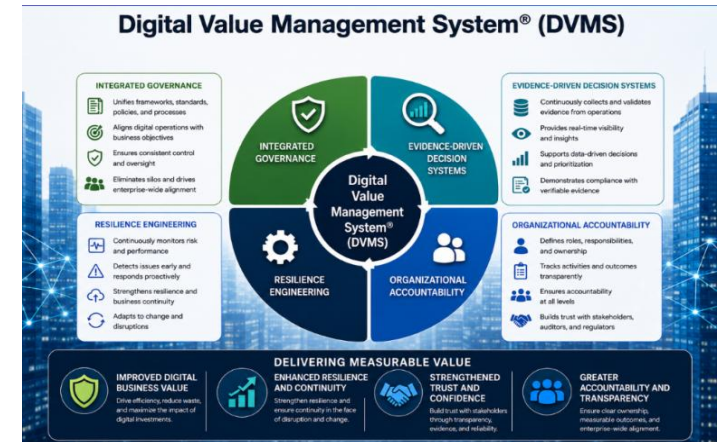 Digital Value Management System® (DVMS)
INTEGRATED GOVERNANCE
Unifies frameworks, standards,
policies, and processes
Aligns digital operations with
business objectives
Ensures consistent control
and oversight
Eliminates silos and drives
enterprise-wide alignment
RESILIENCE ENGINEERING
Continuously monitors risk
and performance
Detects issues early and
responds proactively
Strengthens resilience and
business continuity
Adapts to change and
disruptions
INTEGRATED
GOVERNANCE
EVIDENCE-DRIVEN
DECISION
SYSTEMS
Digital
Value
Management
System®
(DVMS)
RESILIENCE
ENGINEERING
ORGANIZATIONAL
ACCOUNTABILITY
EVIDENCE-DRIVEN DECISION SYSTEMS
Continuously collects and validates
evidence from operations
Provides real-time visibility
and insights
Supports data-driven decisions
and prioritization
Demonstrates compliance with
verifiable evidence
ORGANIZATIONAL ACCOUNTABILITY
Defines roles, responsibilities,
and ownership
Tracks activities and outcomes
transparently
Ensures accountability
at all levels
Builds trust with stakeholders,
auditors, and regulators
DELIVERING MEASURABLE VALUE
IMPROVED DIGITAL
BUSINESS VALUE
Drive efficiency, reduce waste,
and maximize the impact of
digital investments.
ENHANCED RESILIENCE
AND CONTINUITY
Strengthen resilience and
ensure continuity in the face
of disruption and change.
STRENGTHENED
TRUST AND
CONFIDENCE
Build trust with stakeholders
through transparency,
evidence, and reliability.
GREATER
ACCOUNTABILITY AND
TRANSPARENCY
Ensure clear ownership,
measurable outcomes, and
enterprise-wide alignment.